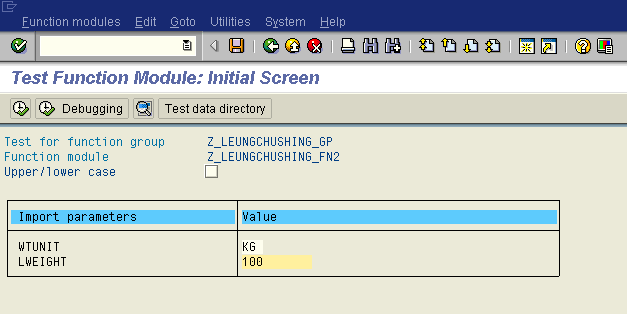 Function modules Edit Goto Utilities System Help
Test Function Module: Initial Screen
Debugging Test data directory
Test for function group Z_LEUNGCHUSHING_GP
Function module Z_LEUNGCHUSHING_FN2
Upper/lower case
Import parameters Value
WTUNIT KG
LWEIGHT 100